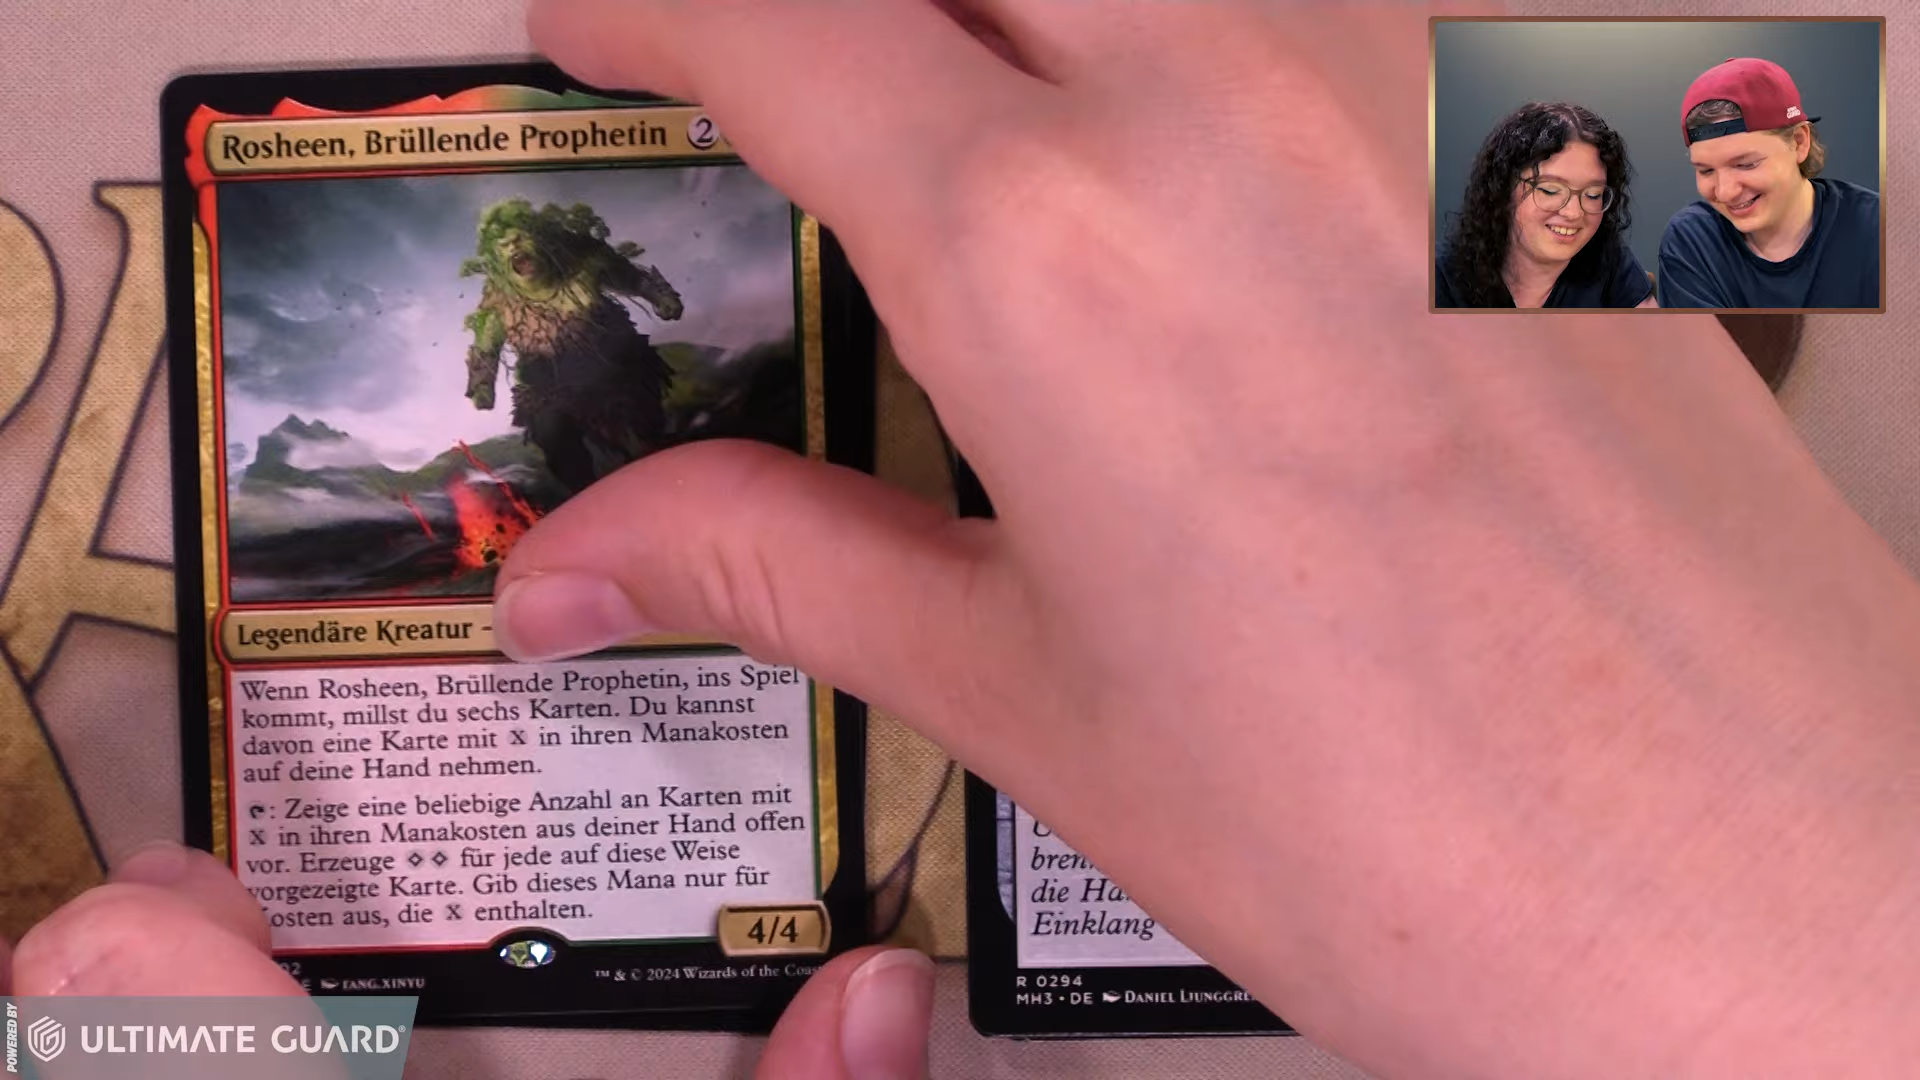 Rosheen, Brüllende Prophetin 2
Legendäre Kreatur –
Wenn Rosheen, Brüllende Prophetin, ins Spiel
kommt, millst du sechs Karten. Du kannst
davon eine Karte mit X in ihren Manakosten
auf deine Hand nehmen.
: Zeige eine beliebige Anzahl an Karten mit
X in ihren Manakosten aus deiner Hand offen
vor. Erzeuge für jede auf diese Weise
vorgezeigte Karte. Gib dieses Mana nur für
Kosten aus, die X enthalten.
4/4
FANG XINYU
™ & © 2024 Wizards of the Coast
die
Einklang
R 0294
MH3 • DE DANIEL LJUNGGREN
POWERED BY
ULTIMATE GUARD®